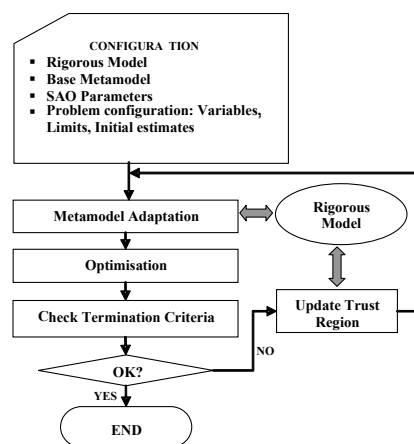 CONFIGURA TION
▪ Rigorous Model
▪ Base Metamodel
▪ SAO Parameters
▪ Problem configuration: Variables,
Limits, Initial estimates
Metamodel Adaptation
Rigorous
Model
Optimisation
Check Termination Criteria
Update Trust
Region
OK?
NO
YES
END